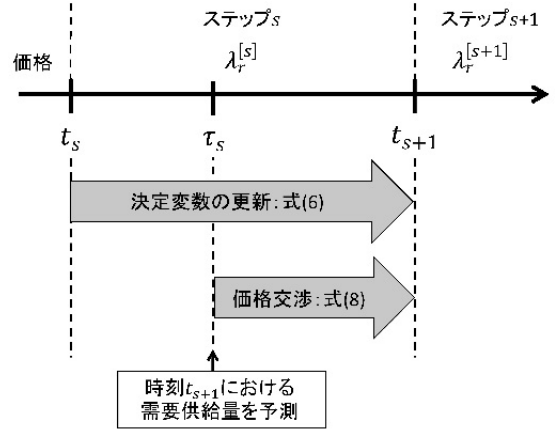 ステップs
ステップs+1
価格
λ_r^{[s]}
λ_r^{[s+1]}
t_s
τ_s
t_{s+1}
決定変数の更新：式(6)
価格交渉：式(8)
時刻t_{s+1}における
需要供給量を予測